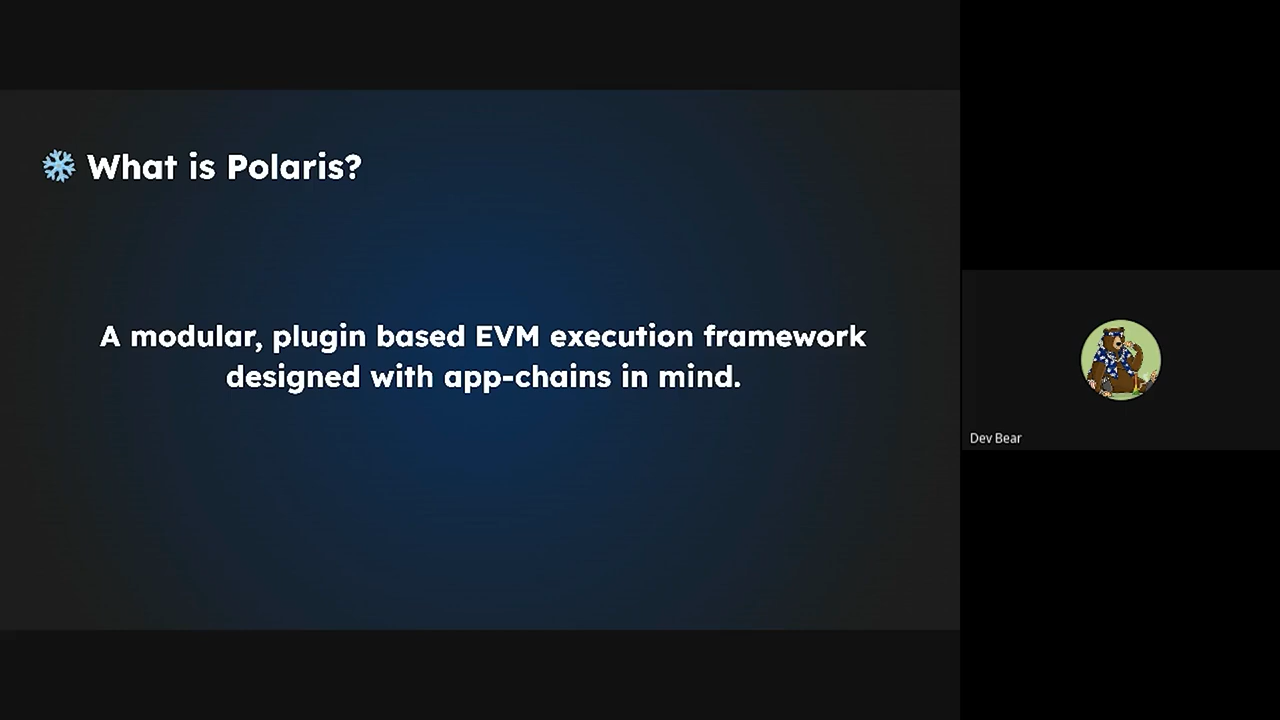 What is Polaris?
A modular, plugin based EVM execution framework
designed with app-chains in mind.
Dev Bear